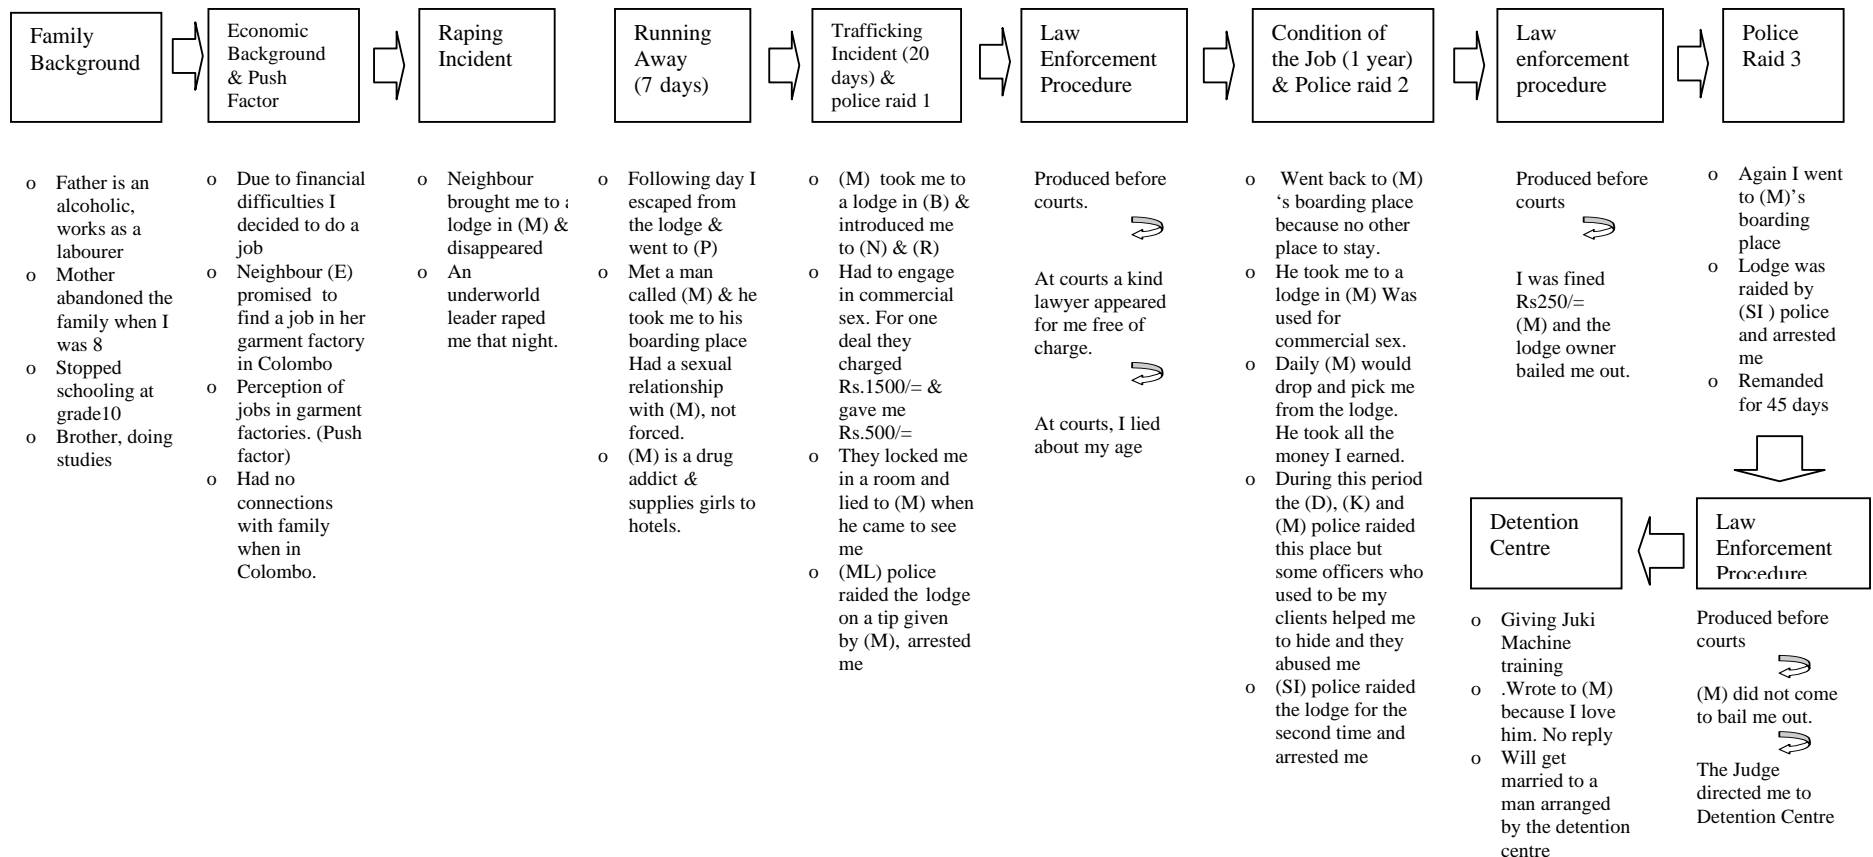 Family
Background
Economic
Background
& Push
Factor
Raping
Incident
Running
Away
(7 days)
Trafficking
Incident (20
days) &
police raid 1
Law
Enforcement
Procedure
Condition of
the Job (1 year)
& Police raid 2
Law
enforcement
procedure
Police
Raid 3
o Father is an
alcoholic,
works as a
labourer
o Mother
abandoned the
family when I
was 8
o Stopped
schooling at
grade10
o Brother, doing
studies
o Due to financial
difficulties I
decided to do a
job
o Neighbour (E)
promised to
find a job in her
garment factory
in Colombo
o Perception of
jobs in garment
factories. (Push
factor)
o Had no
connections
with family
when in
Colombo.
o Neighbour
brought me to
lodge in (M) &
disappeared
o An
underworld
leader raped
me that night.
o Following day I
escaped from
the lodge &
went to (P)
o Met a man
called (M) & he
took me to his
boarding place
Had a sexual
relationship
with (M), not
forced.
o (M) is a drug
addict &
supplies girls to
hotels.
o (M) took me to
a lodge in (B) &
introduced me
to (N) & (R)
o Had to engage
in commercial
sex. For one
deal they
charged
Rs.1500/= &
gave me
Rs.500/=
o They locked me
in a room and
lied to (M) when
he came to see
me
o (ML) police
raided the lodge
on a tip given
by (M), arrested
me
Produced before
courts.
At courts a kind
lawyer appeared
for me free of
charge.
At courts, I lied
about my age
o Went back to (M)
‘s boarding place
because no other
place to stay.
o He took me to a
lodge in (M) Was
used for
commercial sex.
o Daily (M) would
drop and pick me
from the lodge.
He took all the
money I earned.
o During this period
the (D), (K) and
(M) police raided
this place but
some officers who
used to be my
clients helped me
to hide and they
abused me
o (SI) police raided
the lodge for the
second time and
arrested me
Produced before
courts
I was fined
Rs250/=
(M) and the
lodge owner
bailed me out.
o Again I went
to (M)’s
boarding
place
o Lodge was
raided by
(SI ) police
and arrested
me
o Remanded
for 45 days
Law
Enforcement
Procedure
Produced before
courts
(M) did not come
to bail me out.
The Judge
directed me to
Detention Centre
Detention
Centre
o Giving Juki
Machine
training
o .Wrote to (M)
because I love
him. No reply
o Will get
married to a
man arranged
by the detention
centre